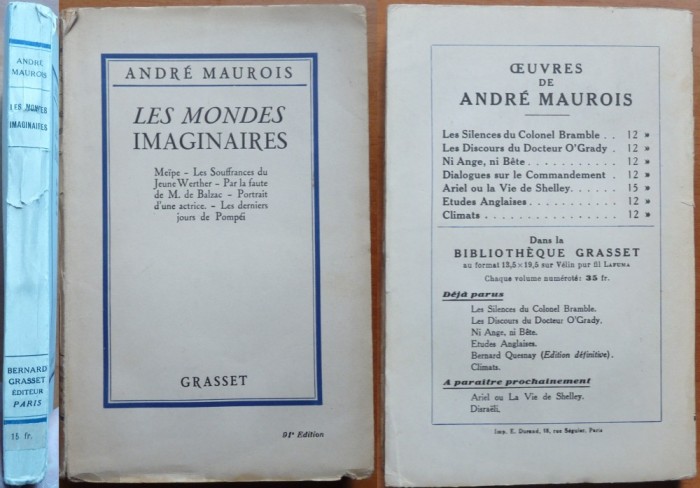 ANDRÉ
MAUROIS
LES MONDES
IMAGINAIRES
BERNARD
GRASSET
ÉDITEUR
PARIS
15 fr.
ANDRÉ MAUROIS
LES MONDES
IMAGINAIRES
Meïpe - Les Souffrances du
Jeune Werther - Par la faute
de M. de Balzac - Portrait
d'une actrice. - Les derniers
jours de Pompéi
GRASSET
91e Edition
ŒUVRES
DE
ANDRÉ MAUROIS
Les Silences du Colonel Bramble . . 12 »
Les Discours du Docteur O'Grady . 12 »
Ni Ange, ni Bête . . . . . . . . . . . 12 »
Dialogues sur le Commandement . 12 »
Ariel ou la Vie de Shelley. . . . . . 15 »
Etudes Anglaises . . . . . . . . . . . 12 »
Climats . . . . . . . . . . . . . . . . 12 »
Dans la
BIBLIOTHÈQUE GRASSET
au format 13,5 × 19,5 sur Vélin pur fil LAFUMA
Chaque volume numéroté: 35 fr.
Déjà parus
Les Silences du Colonel Bramble.
Les Discours du Docteur O'Grady.
Ni Ange, ni Bête.
Etudes Anglaises.
Bernard Quesnay (Edition définitive).
Climats.
A paraître prochainement
Ariel ou La Vie de Shelley.
Disraëli.
Imp. E. Durand, 18, rue Séguier, Paris